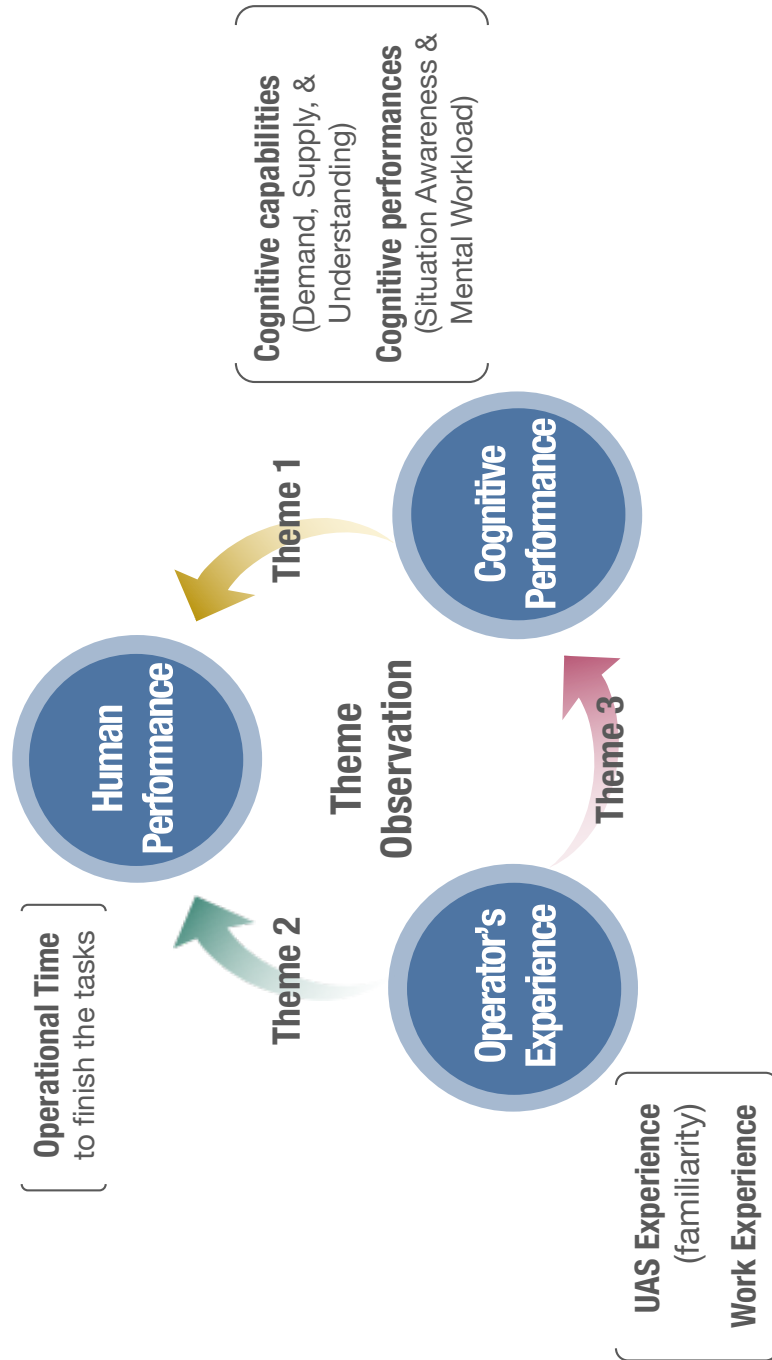 Operational Time
to finish the tasks
Human
Performance
Theme 2
Theme 1
Theme
Observation
Cognitive capabilities
(Demand, Supply, &
Understanding)
Cognitive performances
(Situation Awareness &
Mental Workload)
Operator's
Experience
Cognitive
Performance
Theme 3
UAS Experience
(familiarity)
Work Experience